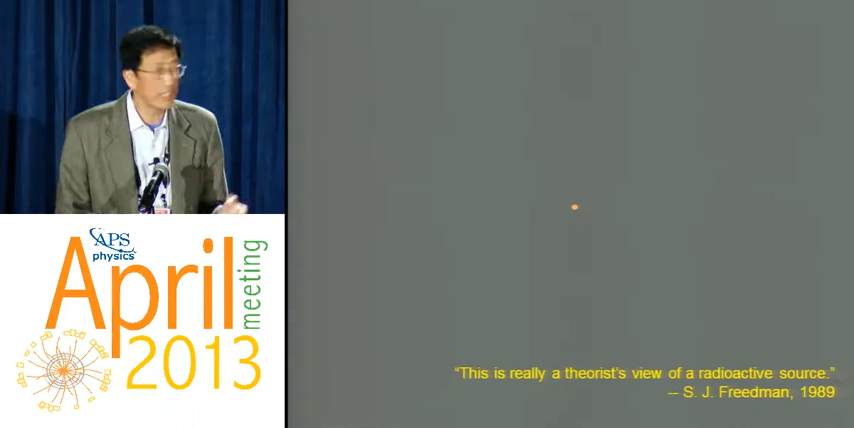 APS
physics
April
meeting
2013
“This is really a theorist’s view of a radioactive source.”
-- S. J. Freedman, 1989